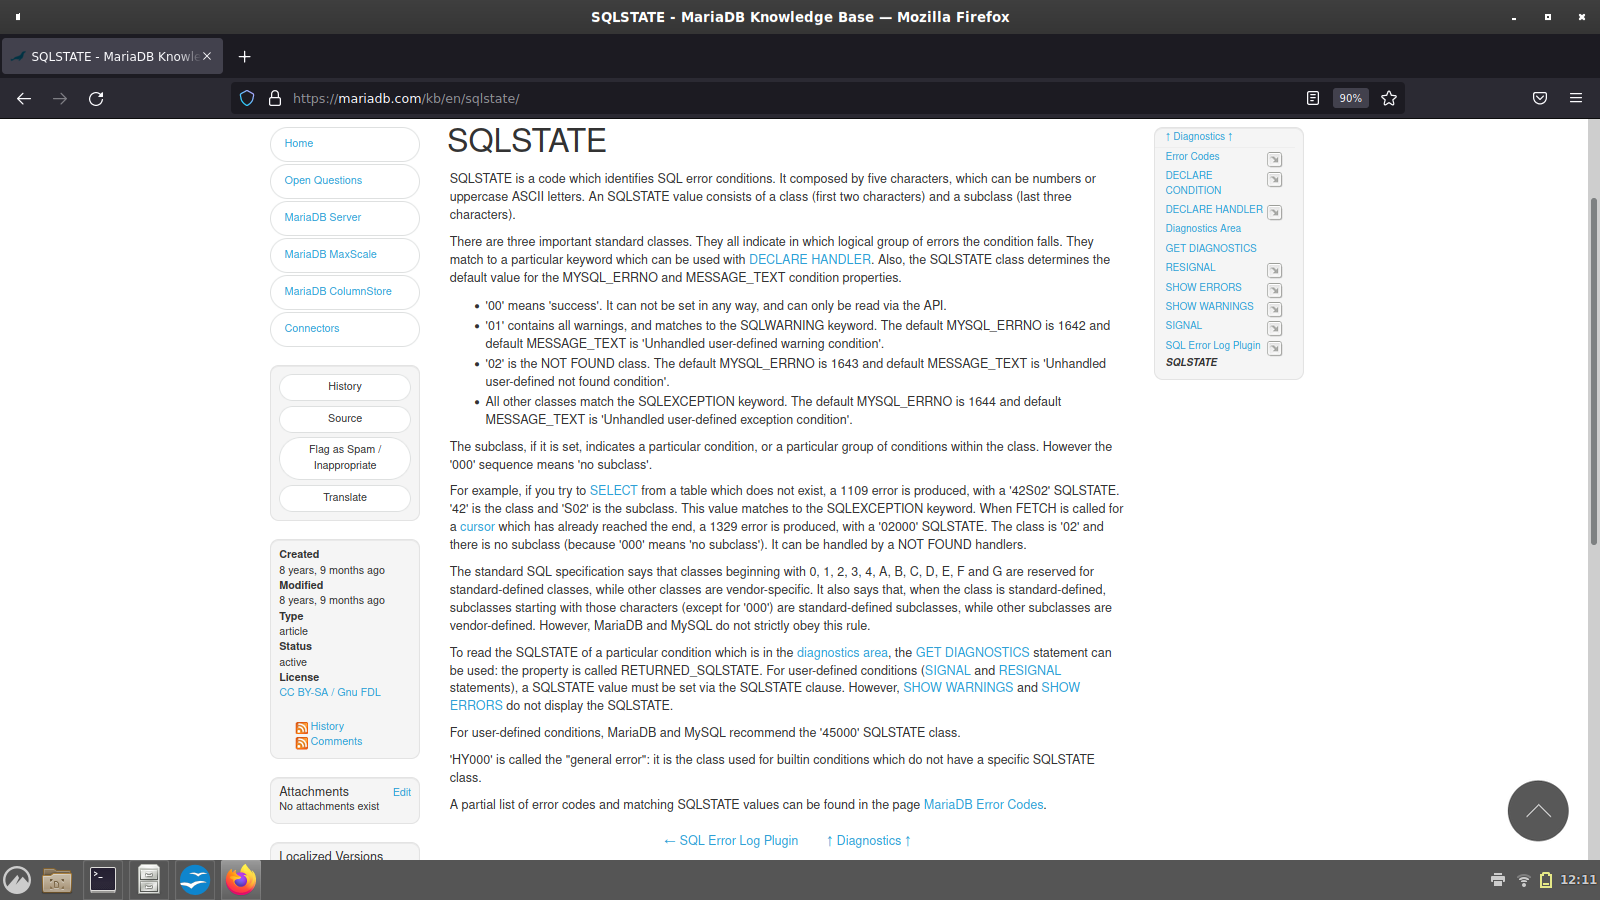 SQLSTATE - MariaDB Knowledge Base — Mozilla Firefox
SQLSTATE - MariaDB Knowle
https://mariadb.com/kb/en/sqlstate/
90%
Home
Open Questions
MariaDB Server
MariaDB MaxScale
MariaDB ColumnStore
Connectors
History
Source
Flag as Spam /
Inappropriate
Translate
Created
8 years, 9 months ago
Modified
8 years, 9 months ago
Type
article
Status
active
License
CC BY-SA / Gnu FDL
History
Comments
Attachments
Edit
No attachments exist
Localized Versions
SQLSTATE
SQLSTATE is a code which identifies SQL error conditions. It composed by five characters, which can be numbers or
uppercase ASCII letters. An SQLSTATE value consists of a class (first two characters) and a subclass (last three
characters).
There are three important standard classes. They all indicate in which logical group of errors the condition falls. They
match to a particular keyword which can be used with DECLARE HANDLER. Also, the SQLSTATE class determines the
default value for the MYSQL_ERRNO and MESSAGE_TEXT condition properties.
• '00' means 'success'. It can not be set in any way, and can only be read via the API.
• '01' contains all warnings, and matches to the SQLWARNING keyword. The default MYSQL_ERRNO is 1642 and
default MESSAGE_TEXT is 'Unhandled user-defined warning condition'.
• '02' is the NOT FOUND class. The default MYSQL_ERRNO is 1643 and default MESSAGE_TEXT is 'Unhandled
user-defined not found condition'.
• All other classes match the SQLEXCEPTION keyword. The default MYSQL_ERRNO is 1644 and default
MESSAGE_TEXT is 'Unhandled user-defined exception condition'.
The subclass, if it is set, indicates a particular condition, or a particular group of conditions within the class. However the
'000' sequence means 'no subclass'.
For example, if you try to SELECT from a table which does not exist, a 1109 error is produced, with a '42S02' SQLSTATE.
'42' is the class and 'S02' is the subclass. This value matches to the SQLEXCEPTION keyword. When FETCH is called for
a cursor which has already reached the end, a 1329 error is produced, with a '02000' SQLSTATE. The class is '02' and
there is no subclass (because '000' means 'no subclass'). It can be handled by a NOT FOUND handlers.
The standard SQL specification says that classes beginning with 0, 1, 2, 3, 4, A, B, C, D, E, F and G are reserved for
standard-defined classes, while other classes are vendor-specific. It also says that, when the class is standard-defined,
subclasses starting with those characters (except for '000') are standard-defined subclasses, while other subclasses are
vendor-defined. However, MariaDB and MySQL do not strictly obey this rule.
To read the SQLSTATE of a particular condition which is in the diagnostics area, the GET DIAGNOSTICS statement can
be used: the property is called RETURNED_SQLSTATE. For user-defined conditions (SIGNAL and RESIGNAL
statements), a SQLSTATE value must be set via the SQLSTATE clause. However, SHOW WARNINGS and SHOW
ERRORS do not display the SQLSTATE.
For user-defined conditions, MariaDB and MySQL recommend the '45000' SQLSTATE class.
'HY000' is called the "general error": it is the class used for builtin conditions which do not have a specific SQLSTATE
class.
A partial list of error codes and matching SQLSTATE values can be found in the page MariaDB Error Codes.
← SQL Error Log Plugin
↑ Diagnostics ↑
↑ Diagnostics ↑
Error Codes
DECLARE
CONDITION
DECLARE HANDLER
Diagnostics Area
GET DIAGNOSTICS
RESIGNAL
SHOW ERRORS
SHOW WARNINGS
SIGNAL
SQL Error Log Plugin
SQLSTATE
12:11